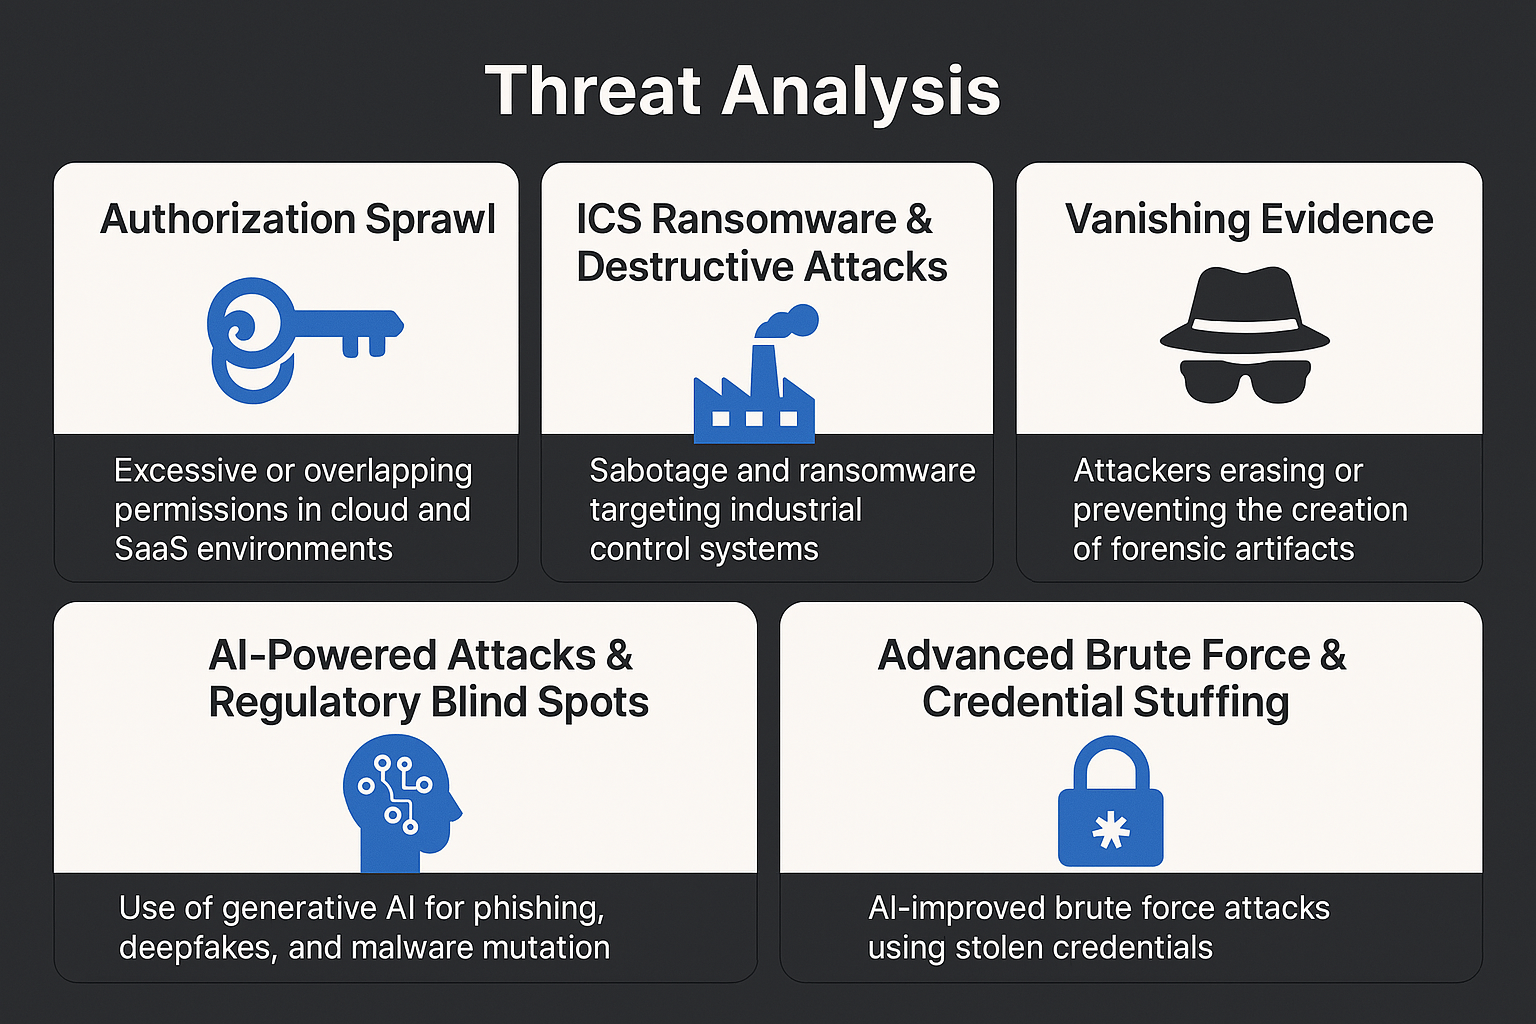 Threat Analysis
Authorization Sprawl
Excessive or overlapping
permissions in cloud and
SaaS environments
ICS Ransomware &
Destructive Attacks
Sabotage and ransomware
targeting industrial
control systems
Vanishing Evidence
Attackers erasing or
preventing the creation
of forensic artifacts
AI-Powered Attacks &
Regulatory Blind Spots
Use of generative AI for phishing,
deepfakes, and malware mutation
Advanced Brute Force &
Credential Stuffing
*
AI-improved brute force attacks
using stolen credentials